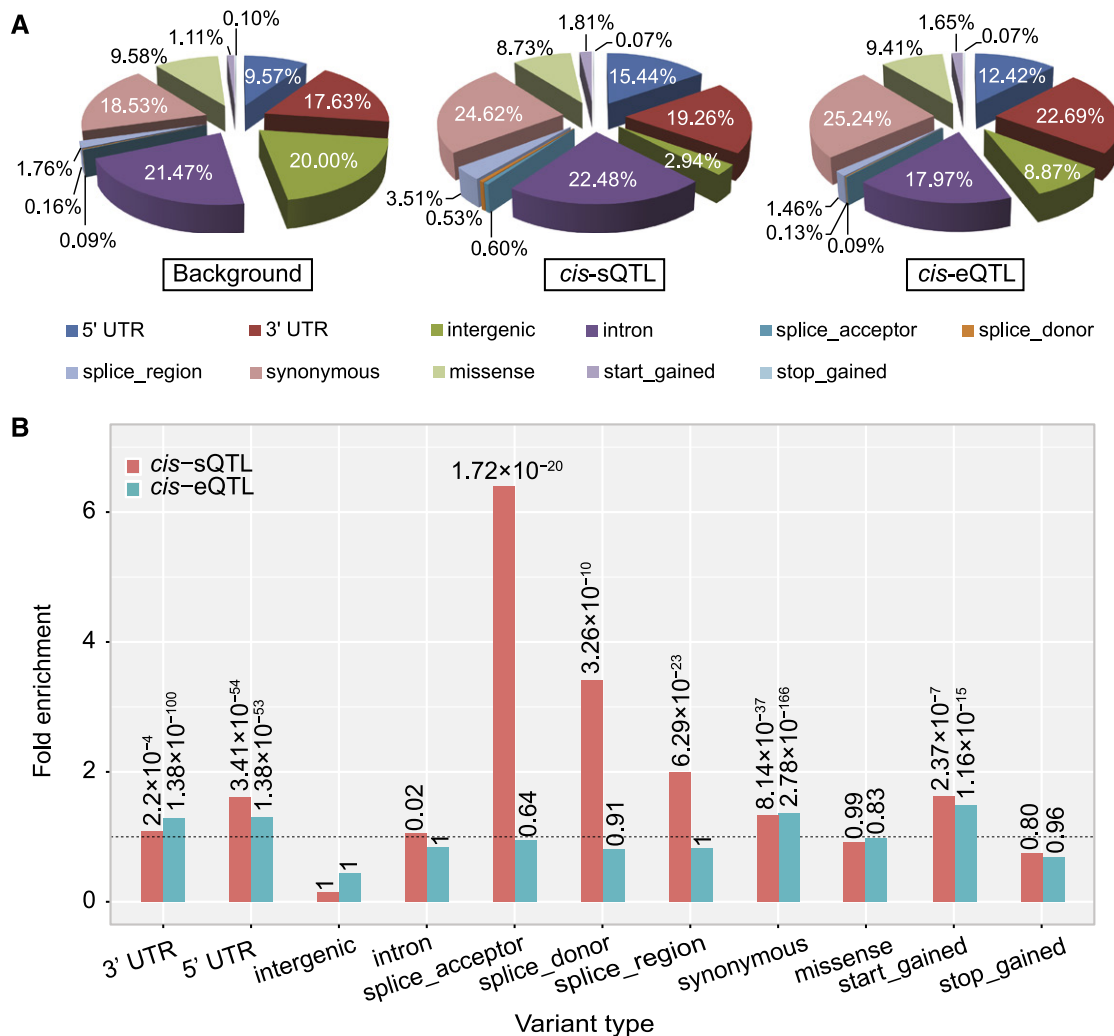 A
0.10%
1.11%
9.58%
9.57%
18.53%
17.63%
20.00%
21.47%
1.76%
0.16%
0.09%
Background
1.81%
0.07%
8.73%
15.44%
24.62%
19.26%
2.94%
22.48%
3.51%
0.53%
0.60%
cis-sQTL
1.65%
0.07%
9.41%
12.42%
25.24%
22.69%
8.87%
17.97%
1.46%
0.13%
0.09%
cis-eQTL
5' UTR 3' UTR intergenic intron splice_acceptor splice_donor
splice_region synonymous missense start_gained stop_gained
B
cis−sQTL
cis−eQTL
Fold enrichment
6
4
2
0
2.2×10⁻⁴
1.38×10⁻¹⁰⁰
3.41×10⁻⁵⁴
1.38×10⁻⁵³
1
1
0.02
1
1.72×10⁻²⁰
0.64
3.26×10⁻¹⁰
0.91
6.29×10⁻²³
1
8.14×10⁻³⁷
2.78×10⁻¹⁶⁶
0.99
0.83
2.37×10⁻⁷
1.16×10⁻¹⁵
0.80
0.96
3' UTR
5' UTR
intergenic
intron
splice_acceptor
splice_donor
splice_region
synonymous
missense
start_gained
stop_gained
Variant type